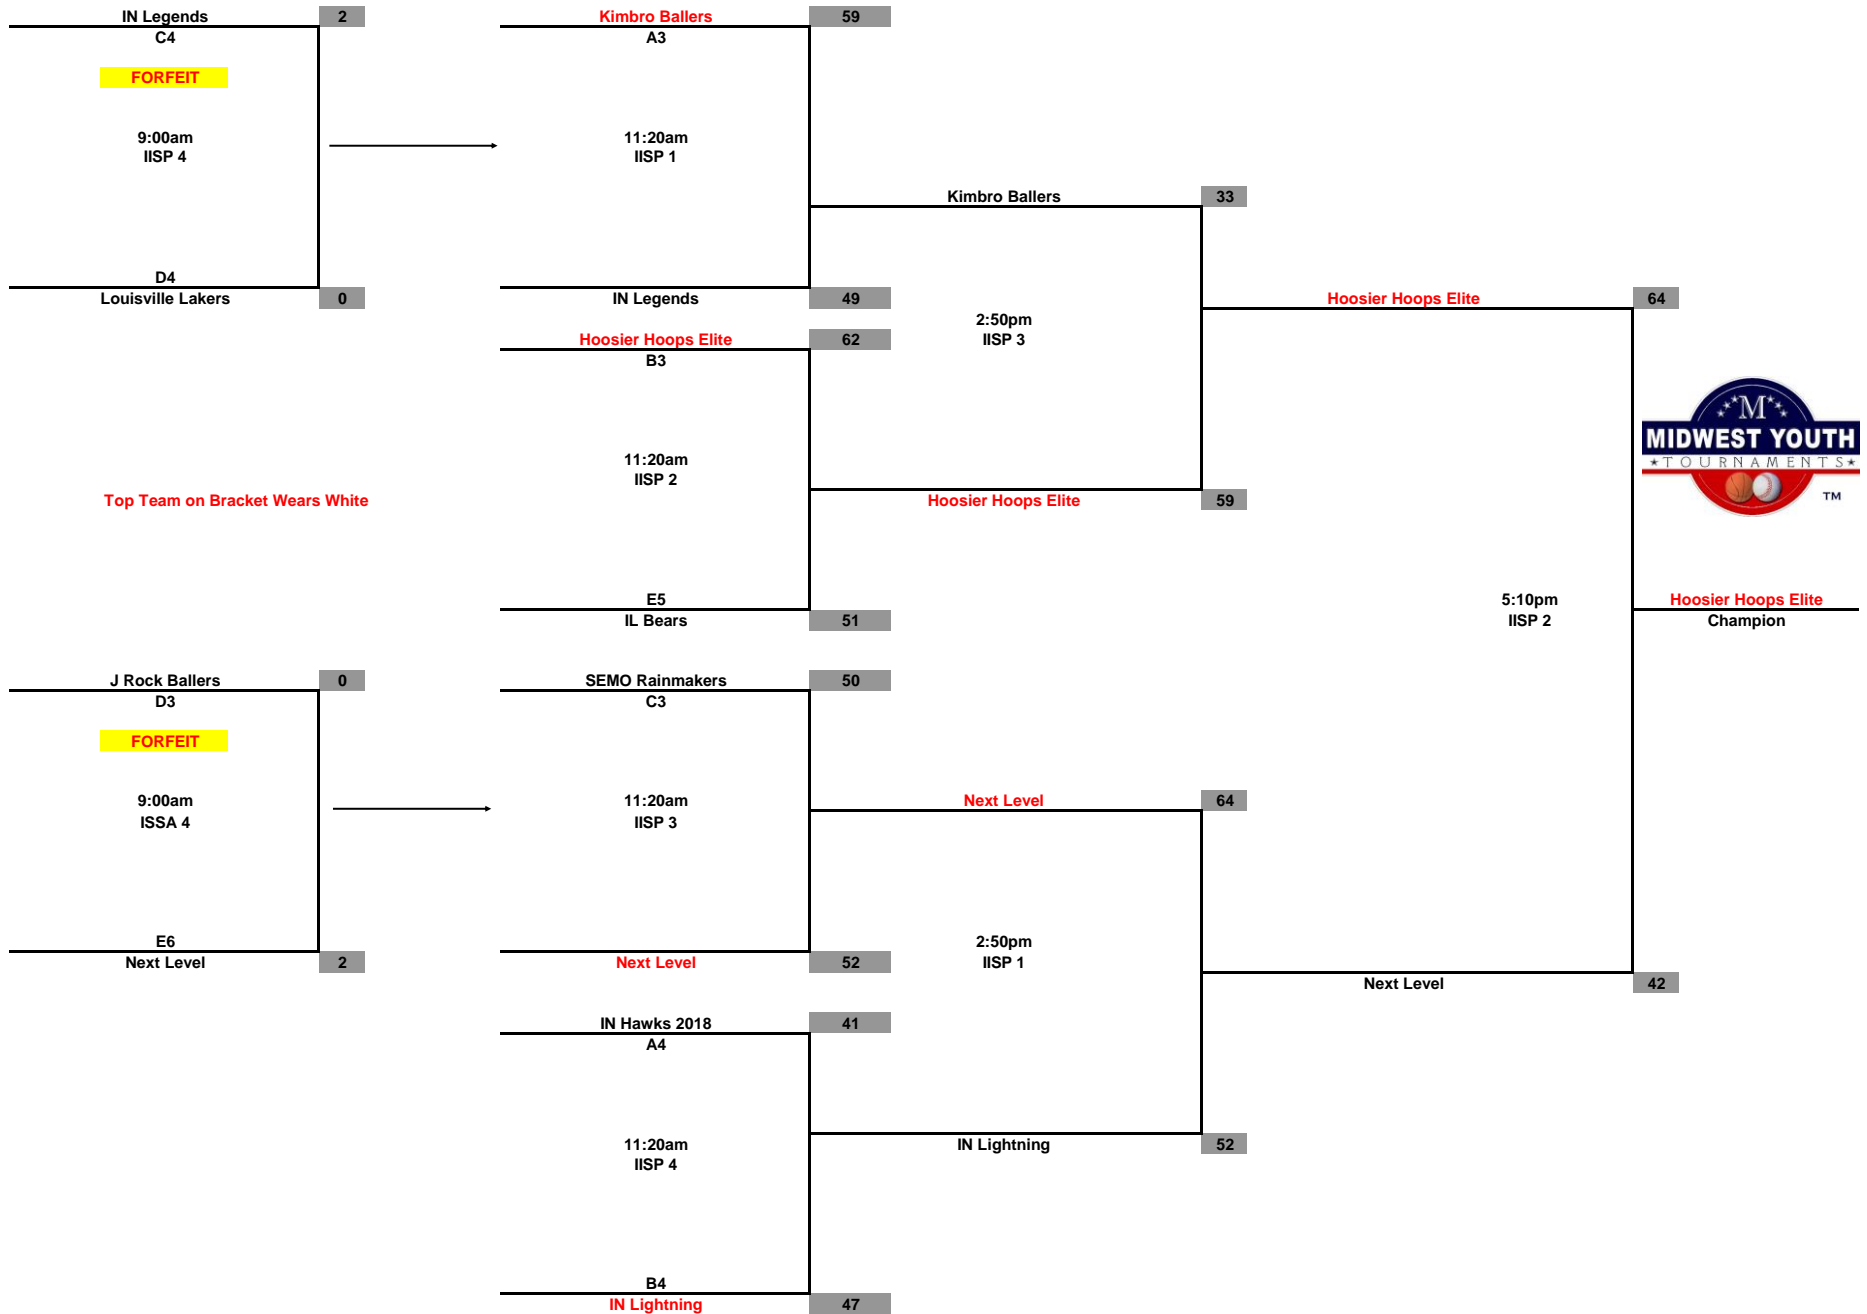 IN Legends 2
C4
FORFEIT
9:00am
IISP 4
D4
Louisville Lakers 0
Kimbro Ballers 59
A3
11:20am
IISP 1
IN Legends 49
Hoosier Hoops Elite 62
B3
11:20am
IISP 2
E5
IL Bears 51
Kimbro Ballers 33
2:50pm
IISP 3
Hoosier Hoops Elite 59
Hoosier Hoops Elite 64
Top Team on Bracket Wears White
M
MIDWEST YOUTH
TOURNAMENTS
TM
5:10pm
IISP 2
Hoosier Hoops Elite
Champion
J Rock Ballers 0
D3
FORFEIT
9:00am
ISSA 4
E6
Next Level 2
SEMO Rainmakers 50
C3
11:20am
IISP 3
Next Level 52
IN Hawks 2018 41
A4
11:20am
IISP 4
B4
IN Lightning 47
Next Level 64
2:50pm
IISP 1
IN Lightning 52
Next Level 42